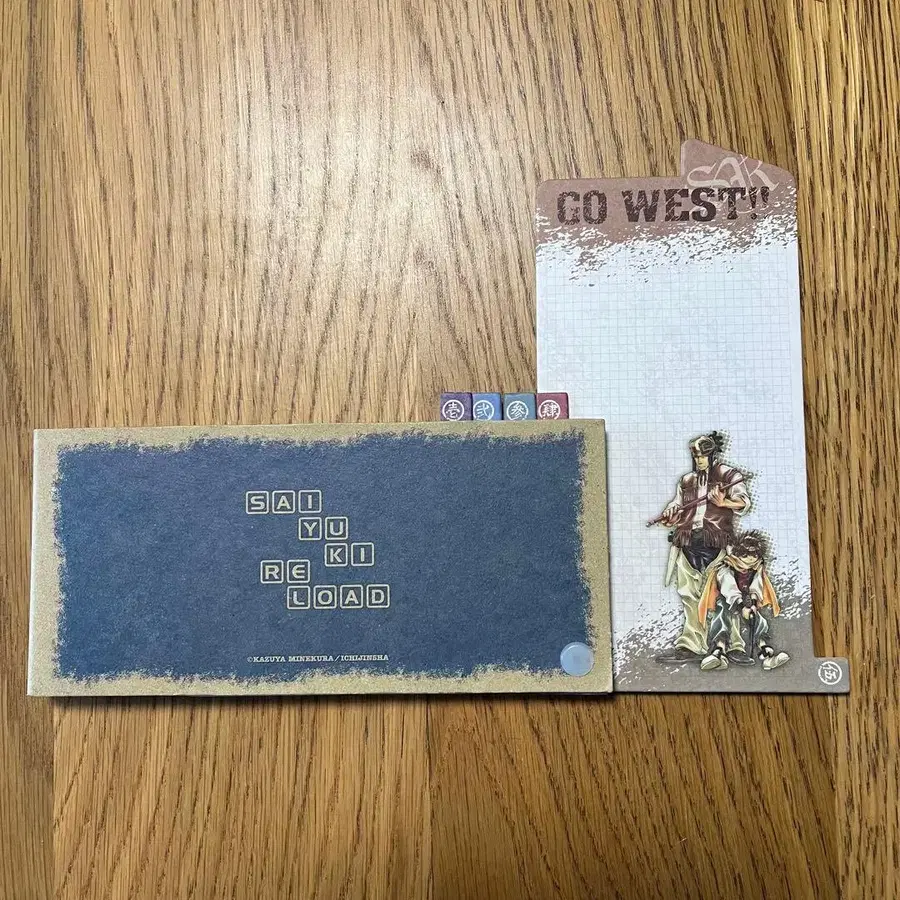 GO WEST!!
壱 弐 参 肆
SAI
YU
KI
RE
LOAD
©KAZUYA MINEKURA/ICHIJINSHA